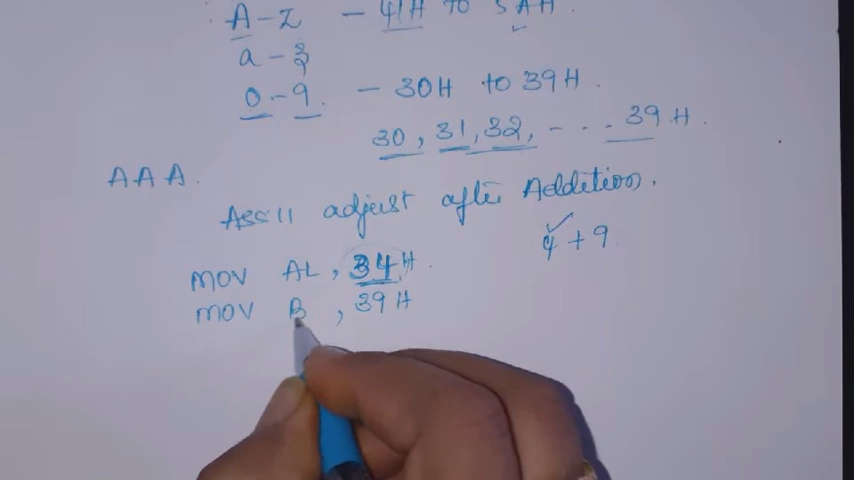 A-Z - 41H to 5AH.
a-z
0-9. - 30H to 39H.
30, 31, 32, - . . . 39 H.
AAA.
ASCII adjust after Addition.
4+9
MOV AL, 34H.
MOV B , 39H